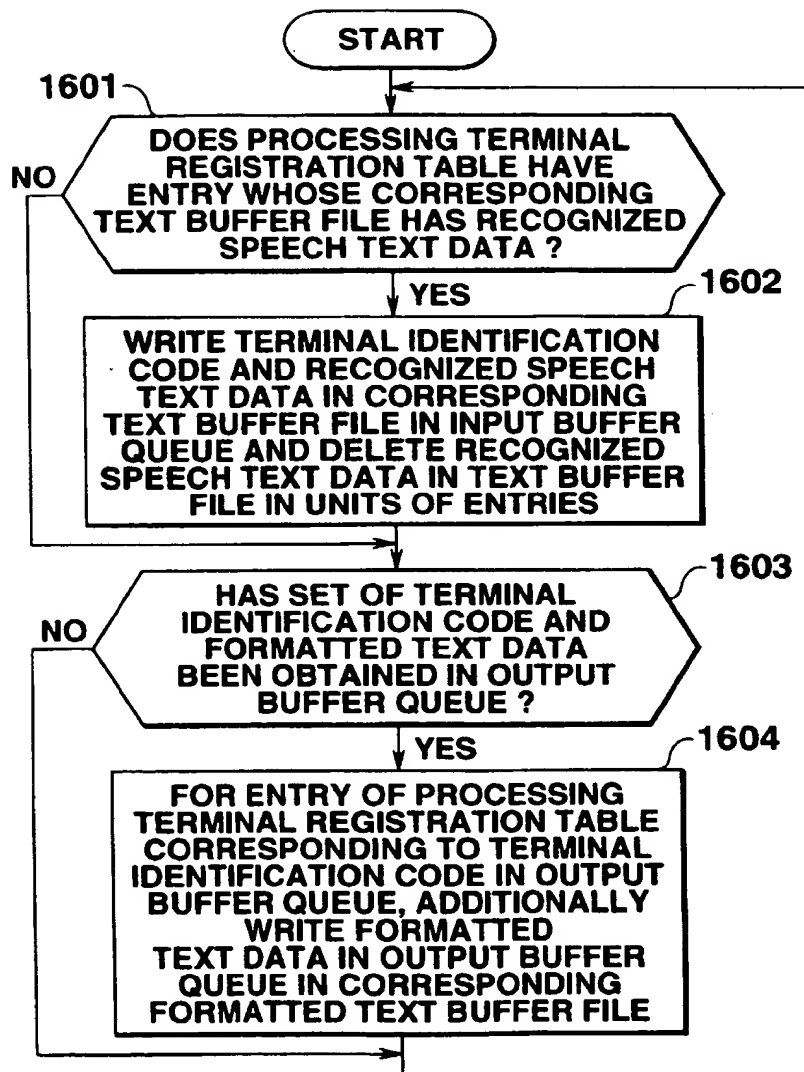 START
1601
DOES PROCESSING TERMINAL
REGISTRATION TABLE HAVE
ENTRY WHOSE CORRESPONDING
TEXT BUFFER FILE HAS RECOGNIZED
SPEECH TEXT DATA ?
NO
YES
1602
WRITE TERMINAL IDENTIFICATION
CODE AND RECOGNIZED SPEECH
TEXT DATA IN CORRESPONDING
TEXT BUFFER FILE IN INPUT BUFFER
QUEUE AND DELETE RECOGNIZED
SPEECH TEXT DATA IN TEXT BUFFER
FILE IN UNITS OF ENTRIES
1603
HAS SET OF TERMINAL
IDENTIFICATION CODE AND
FORMATTED TEXT DATA
BEEN OBTAINED IN OUTPUT
BUFFER QUEUE ?
NO
YES
1604
FOR ENTRY OF PROCESSING
TERMINAL REGISTRATION TABLE
CORRESPONDING TO TERMINAL
IDENTIFICATION CODE IN OUTPUT
BUFFER QUEUE, ADDITIONALLY
WRITE FORMATTED
TEXT DATA IN OUTPUT BUFFER
QUEUE IN CORRESPONDING
FORMATTED TEXT BUFFER FILE